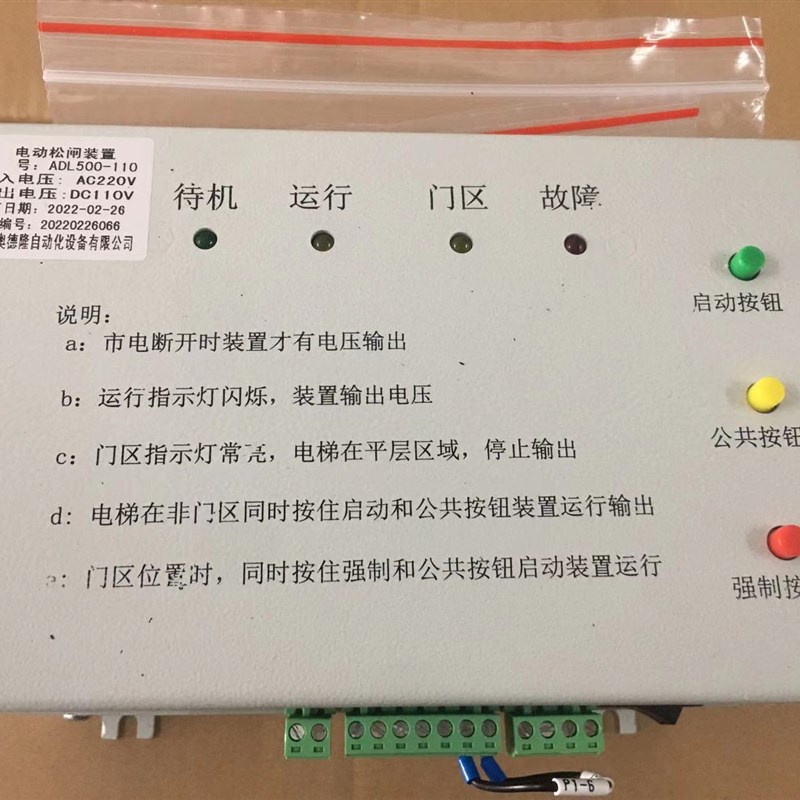 电动松闸装置
号：ADL500-110
入电压：AC220V
出电压：DC110V
日期：2022-02-26
编号：20220226066
奥德隆自动化设备有限公司
待机 运行 门区 故障
启动按钮
说明：
a：市电断开时装置才有电压输出
b：运行指示灯闪烁，装置输出电压
公共按钮
c：门区指示灯常亮，电梯在平层区域，停止输出
d：电梯在非门区同时按住启动和公共按钮装置运行输出
e：门区位置时，同时按住强制和公共按钮启动装置运行
强制按
P1-6